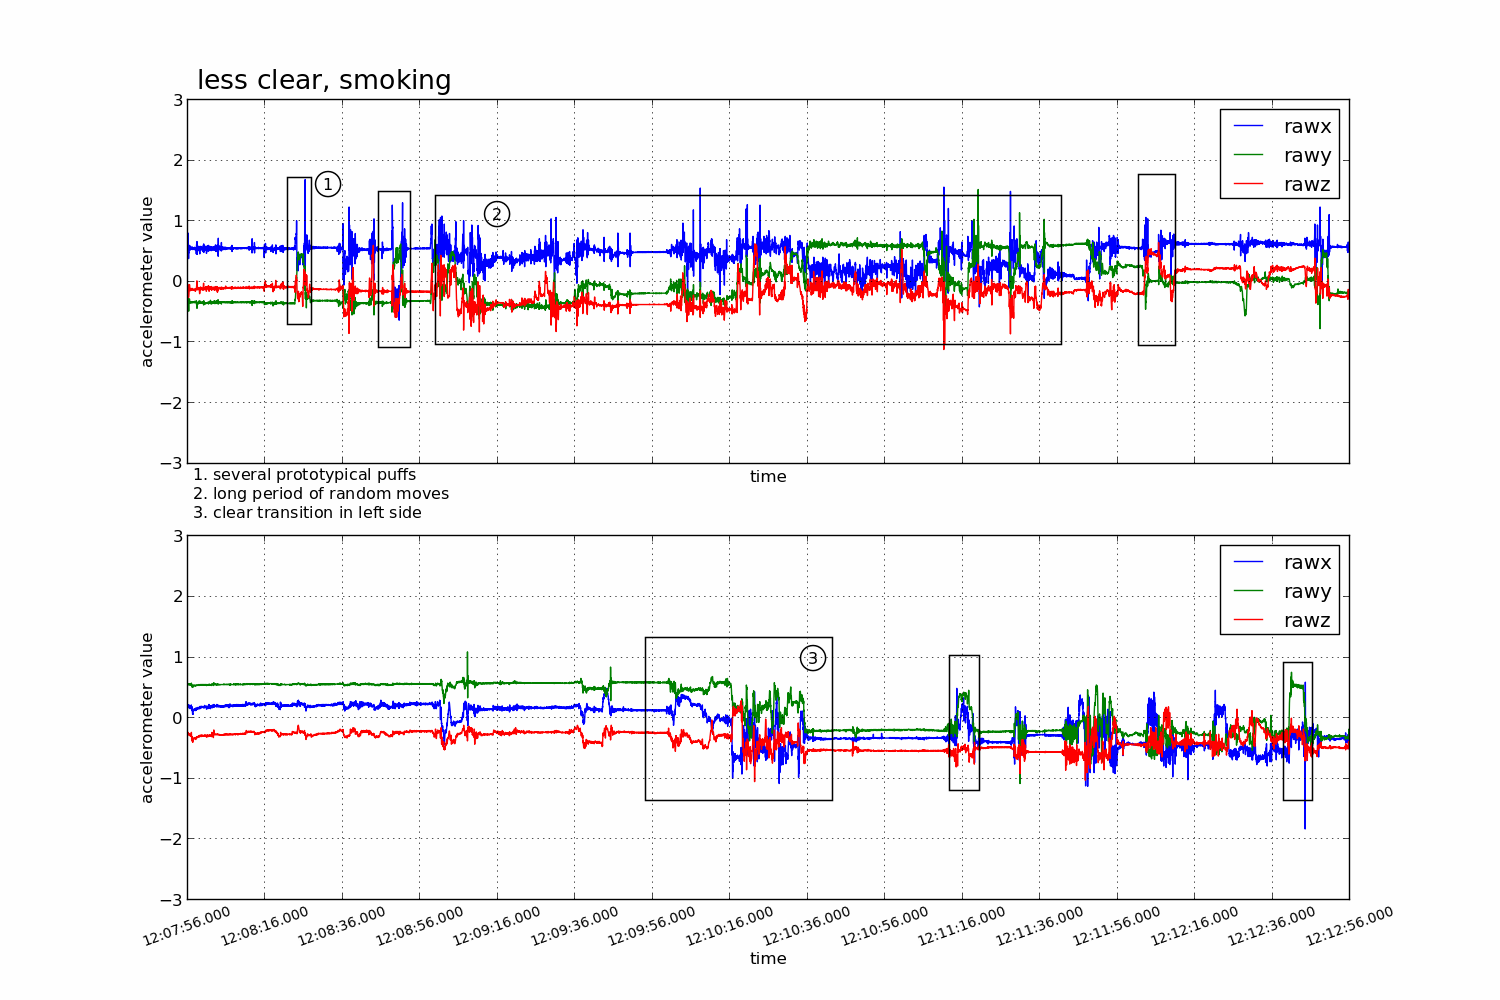 less clear, smoking
3
2
1
0
−1
−2
−3
accelerometer value
1
2
rawx
rawy
rawz
time
1. several prototypical puffs
2. long period of random moves
3. clear transition in left side
3
2
1
0
−1
−2
−3
accelerometer value
3
rawx
rawy
rawz
12:07:56.000
12:08:16.000
12:08:36.000
12:08:56.000
12:09:16.000
12:09:36.000
12:09:56.000
12:10:16.000
12:10:36.000
12:10:56.000
12:11:16.000
12:11:36.000
12:11:56.000
12:12:16.000
12:12:36.000
12:12:56.000
time